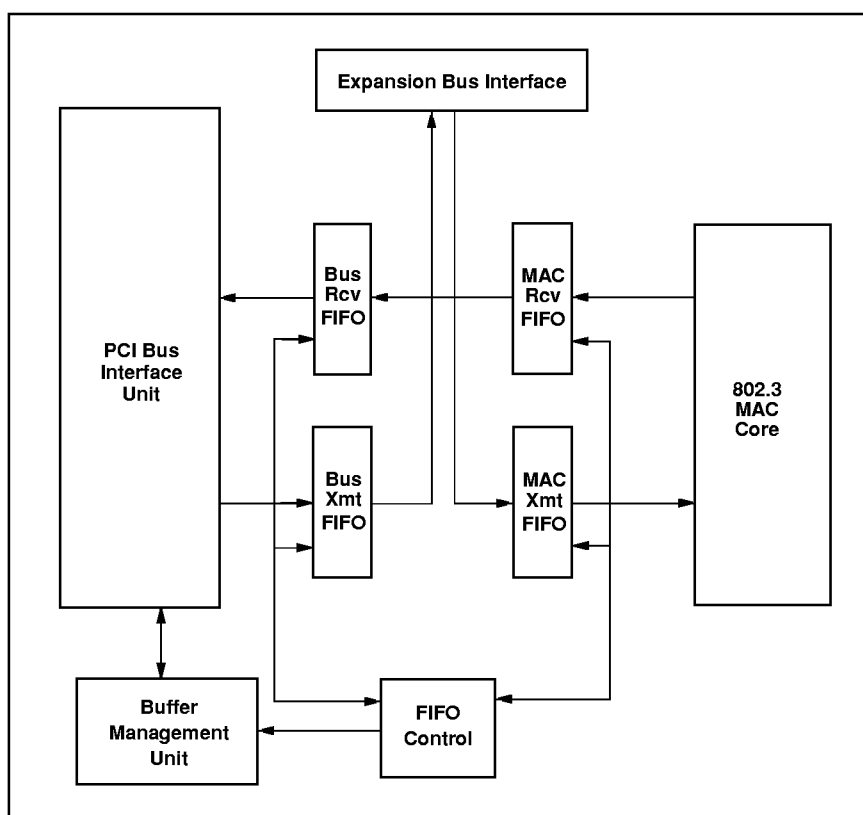 Expansion Bus Interface
Bus
Rcv
FIFO
MAC
Rcv
FIFO
PCI Bus
Interface
Unit
802.3
MAC
Core
Bus
Xmt
FIFO
MAC
Xmt
FIFO
Buffer
Management
Unit
FIFO
Control